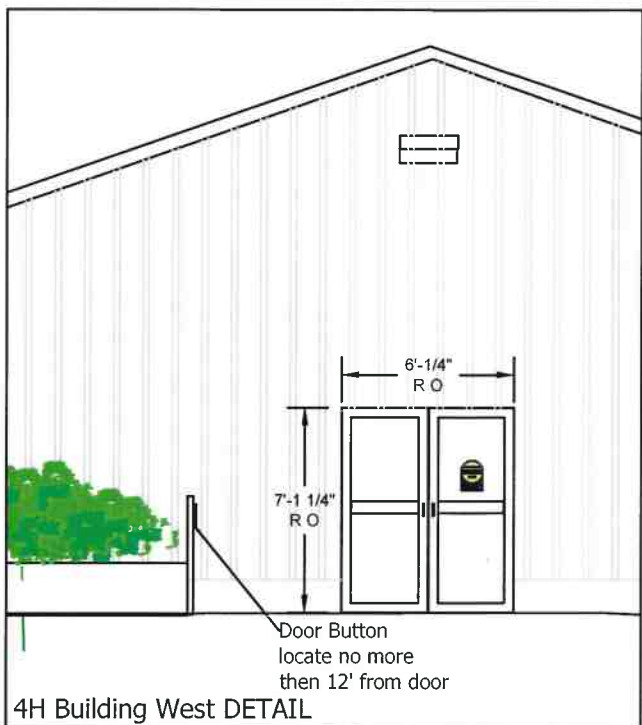 6'-1/4"
R O
7'-1 1/4"
R O
Door Button
locate no more
then 12' from door
4H Building West DETAIL